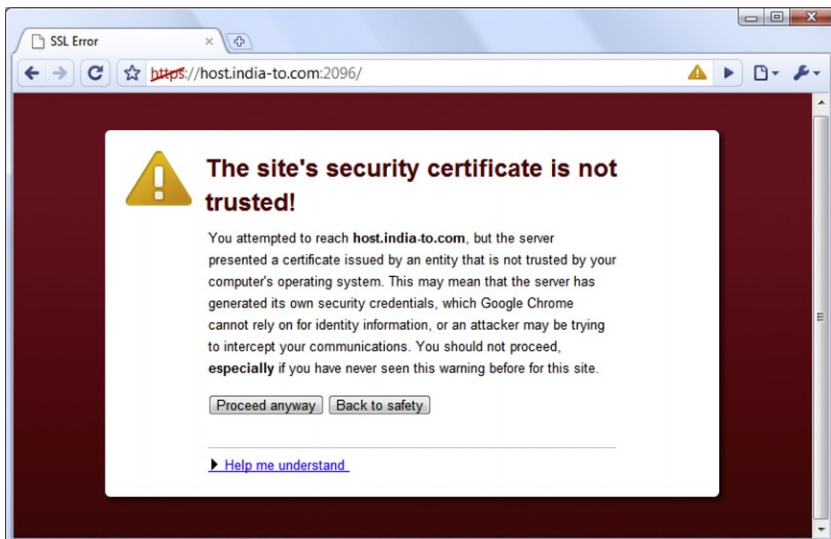 SSL Error
https://host.india-to.com:2096/
The site's security certificate is not
trusted!
You attempted to reach host.india-to.com, but the server
presented a certificate issued by an entity that is not trusted by your
computer's operating system. This may mean that the server has
generated its own security credentials, which Google Chrome
cannot rely on for identity information, or an attacker may be trying
to intercept your communications. You should not proceed,
especially if you have never seen this warning before for this site.
Proceed anyway Back to safety
Help me understand